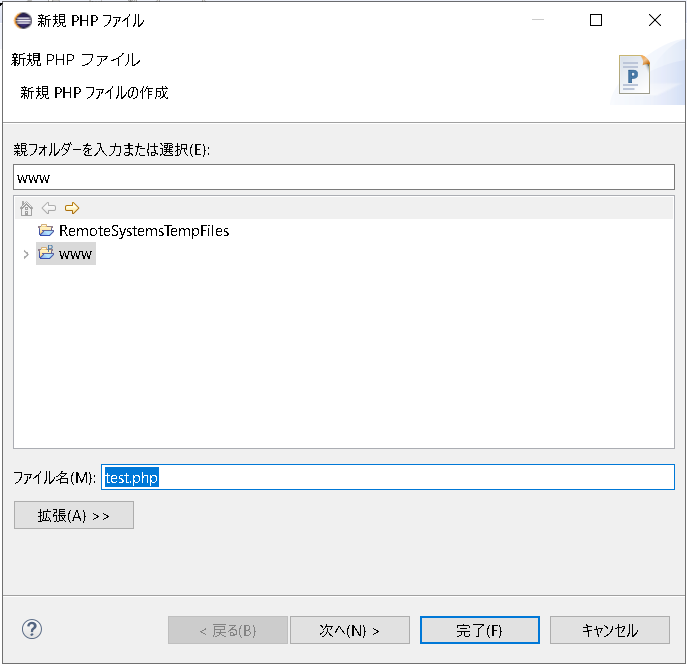 新規 PHP ファイル
新規 PHP ファイル
新規 PHP ファイルの作成
P
親フォルダーを入力または選択(E):
www
RemoteSystemsTempFiles
www
ファイル名(M): test.php
拡張(A) >>
?
< 戻る(B) 次へ(N) > 完了(F) キャンセル